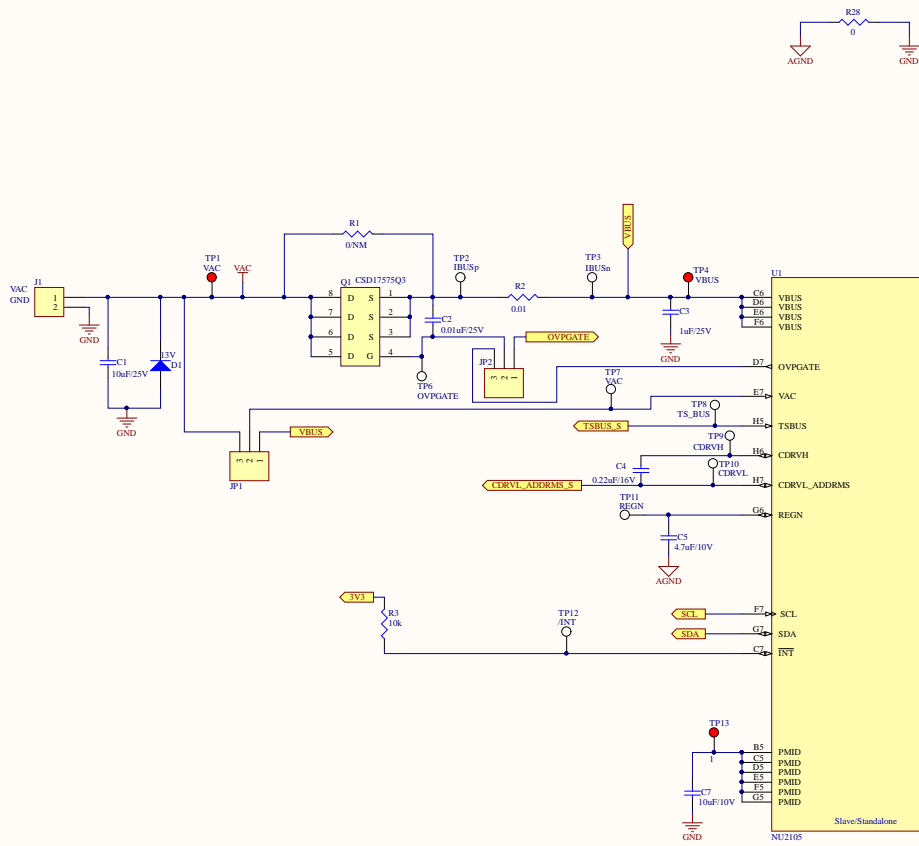 R28
0
AGND
GND
VBUS
R1
0/NM
TP1
VAC
VAC
TP2
IBUSp
TP3
IBUSn
TP4
VBUS
U1
J1
VAC
GND
1
2
GND
Q1 CSD17575Q3
8 D S 1
7 D S 2
6 D S 3
5 D G 4
R2
0.01
C2
0.01uF/25V
C3
1uF/25V
GND
C6 VBUS
D6 VBUS
E6 VBUS
F6 VBUS
OVPGATE
C1
10uF/25V
13V
D1
GND
JP2
3 2 1
TP6
OVPGATE
D7 OVPGATE
TP7
VAC
E7 VAC
TP8
TS_BUS
TSBUS_S
H5 TSBUS
VBUS
3 2 1
JP1
TP9
CDRVH
H6 CDRVH
C4
0.22uF/16V
TP10
CDRVL
CDRVL_ADDRMS_S
H7 CDRVL_ADDRMS
TP11
REGN
G6 REGN
C5
4.7uF/10V
AGND
3V3
R3
10k
TP12
/INT
SCL
F7 SCL
SDA
G7 SDA
C7 INT
TP13
1
B5 PMID
C5 PMID
D5 PMID
E5 PMID
F5 PMID
G5 PMID
C7
10uF/10V
GND
Slave/Standalone
NU2105